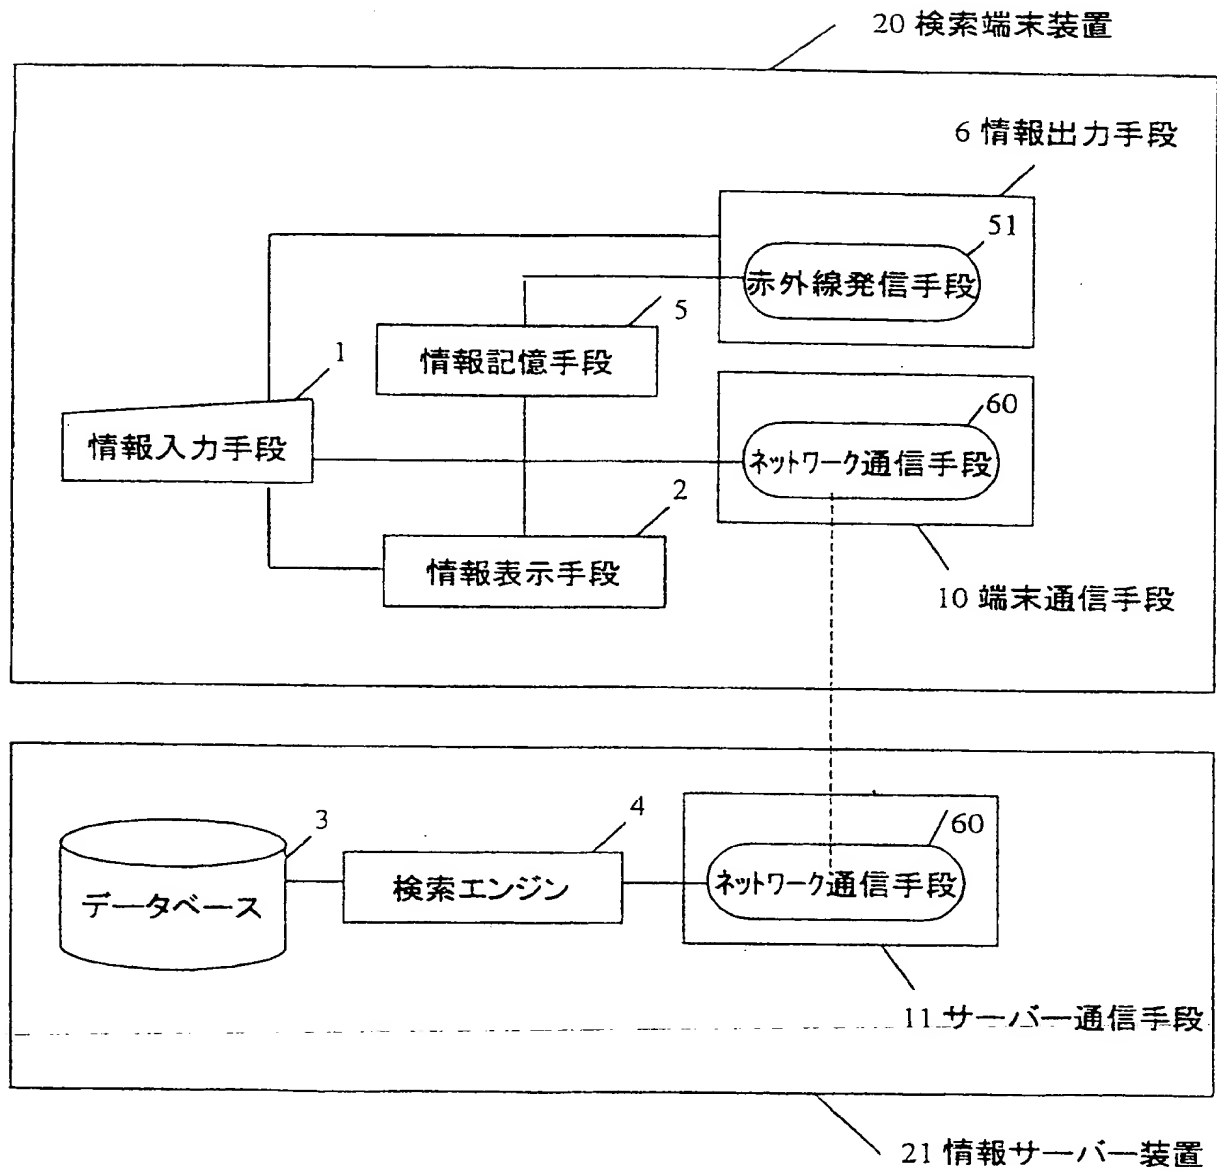 20 検索端末装置
6 情報出力手段
51
赤外線発信手段
5
情報記憶手段
1
情報入力手段
60
ネットワーク通信手段
2
情報表示手段
10 端末通信手段
3
データベース
4
検索エンジン
60
ネットワーク通信手段
11 サーバー通信手段
21 情報サーバー装置